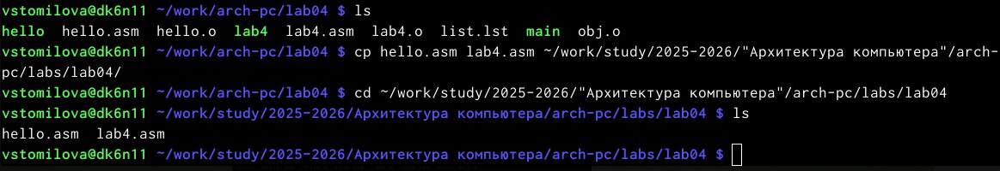 vstomilova@dk6n11 ~/work/arch-pc/lab04 $ ls
hello  hello.asm  hello.o  lab4  lab4.asm  lab4.o  list.lst  main  obj.o
vstomilova@dk6n11 ~/work/arch-pc/lab04 $ cp hello.asm lab4.asm ~/work/study/2025-2026/"Архитектура компьютера"/arch-
pc/labs/lab04/
vstomilova@dk6n11 ~/work/arch-pc/lab04 $ cd ~/work/study/2025-2026/"Архитектура компьютера"/arch-pc/labs/lab04
vstomilova@dk6n11 ~/work/study/2025-2026/Архитектура компьютера/arch-pc/labs/lab04 $ ls
hello.asm  lab4.asm
vstomilova@dk6n11 ~/work/study/2025-2026/Архитектура компьютера/arch-pc/labs/lab04 $